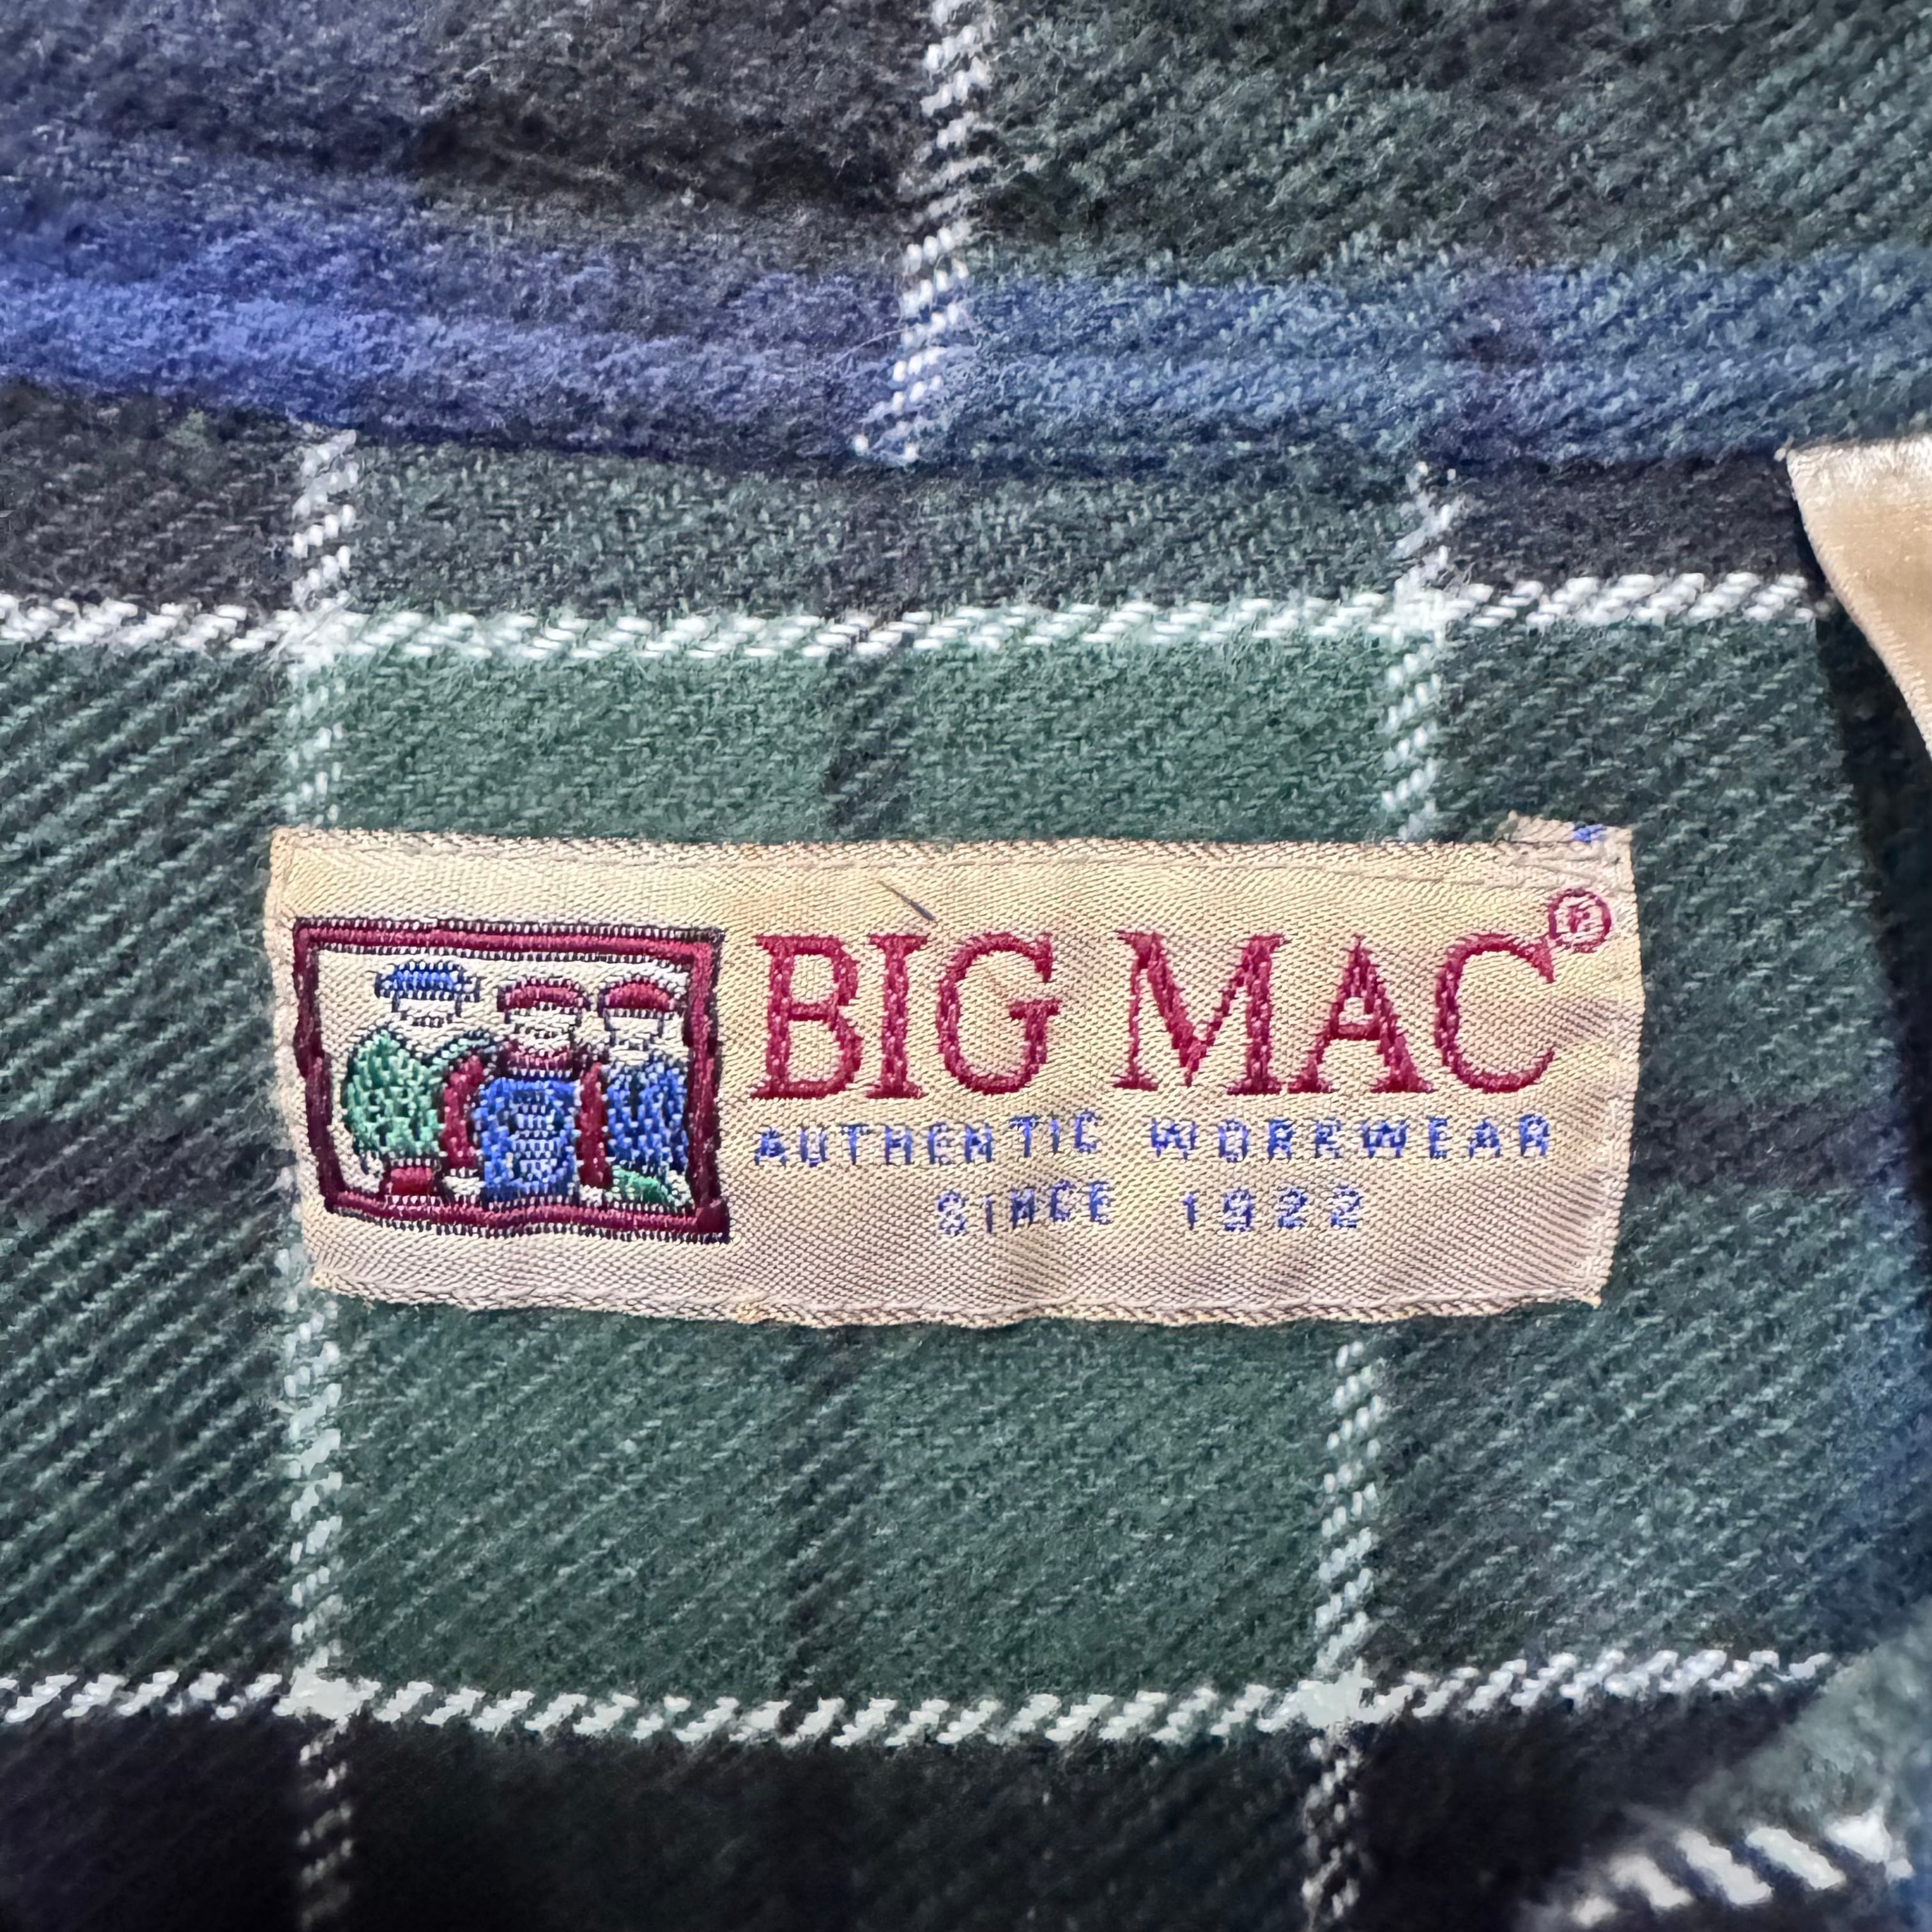 BIG MAC®
AUTHENTIC WORKWEAR
SINCE 1922